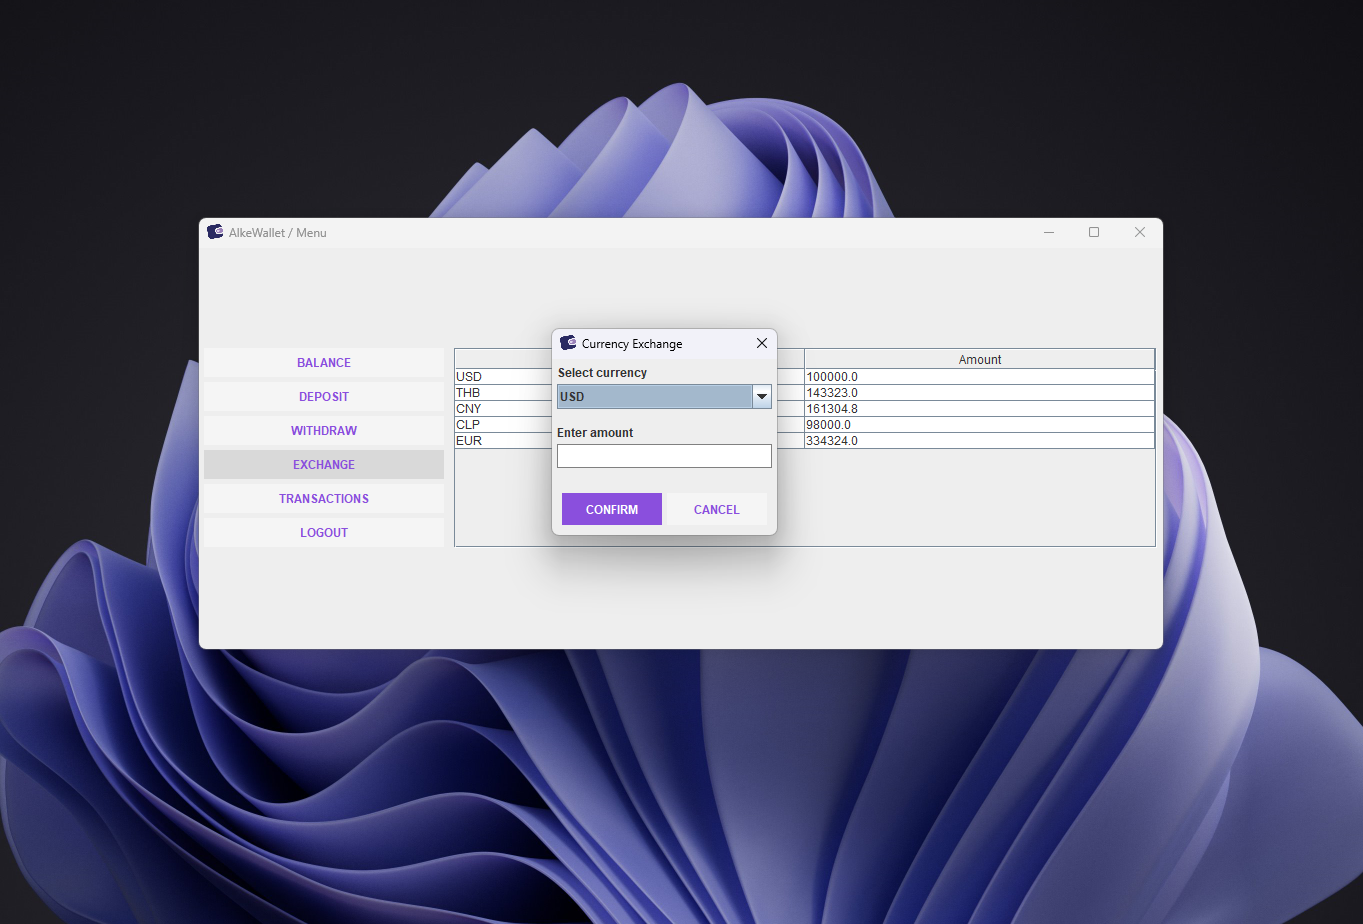 AlkeWallet / Menu
BALANCE
DEPOSIT
WITHDRAW
EXCHANGE
TRANSACTIONS
LOGOUT
Amount
USD 100000.0
THB 143323.0
CNY 161304.8
CLP 98000.0
EUR 334324.0
Currency Exchange
Select currency
USD
Enter amount
CONFIRM CANCEL